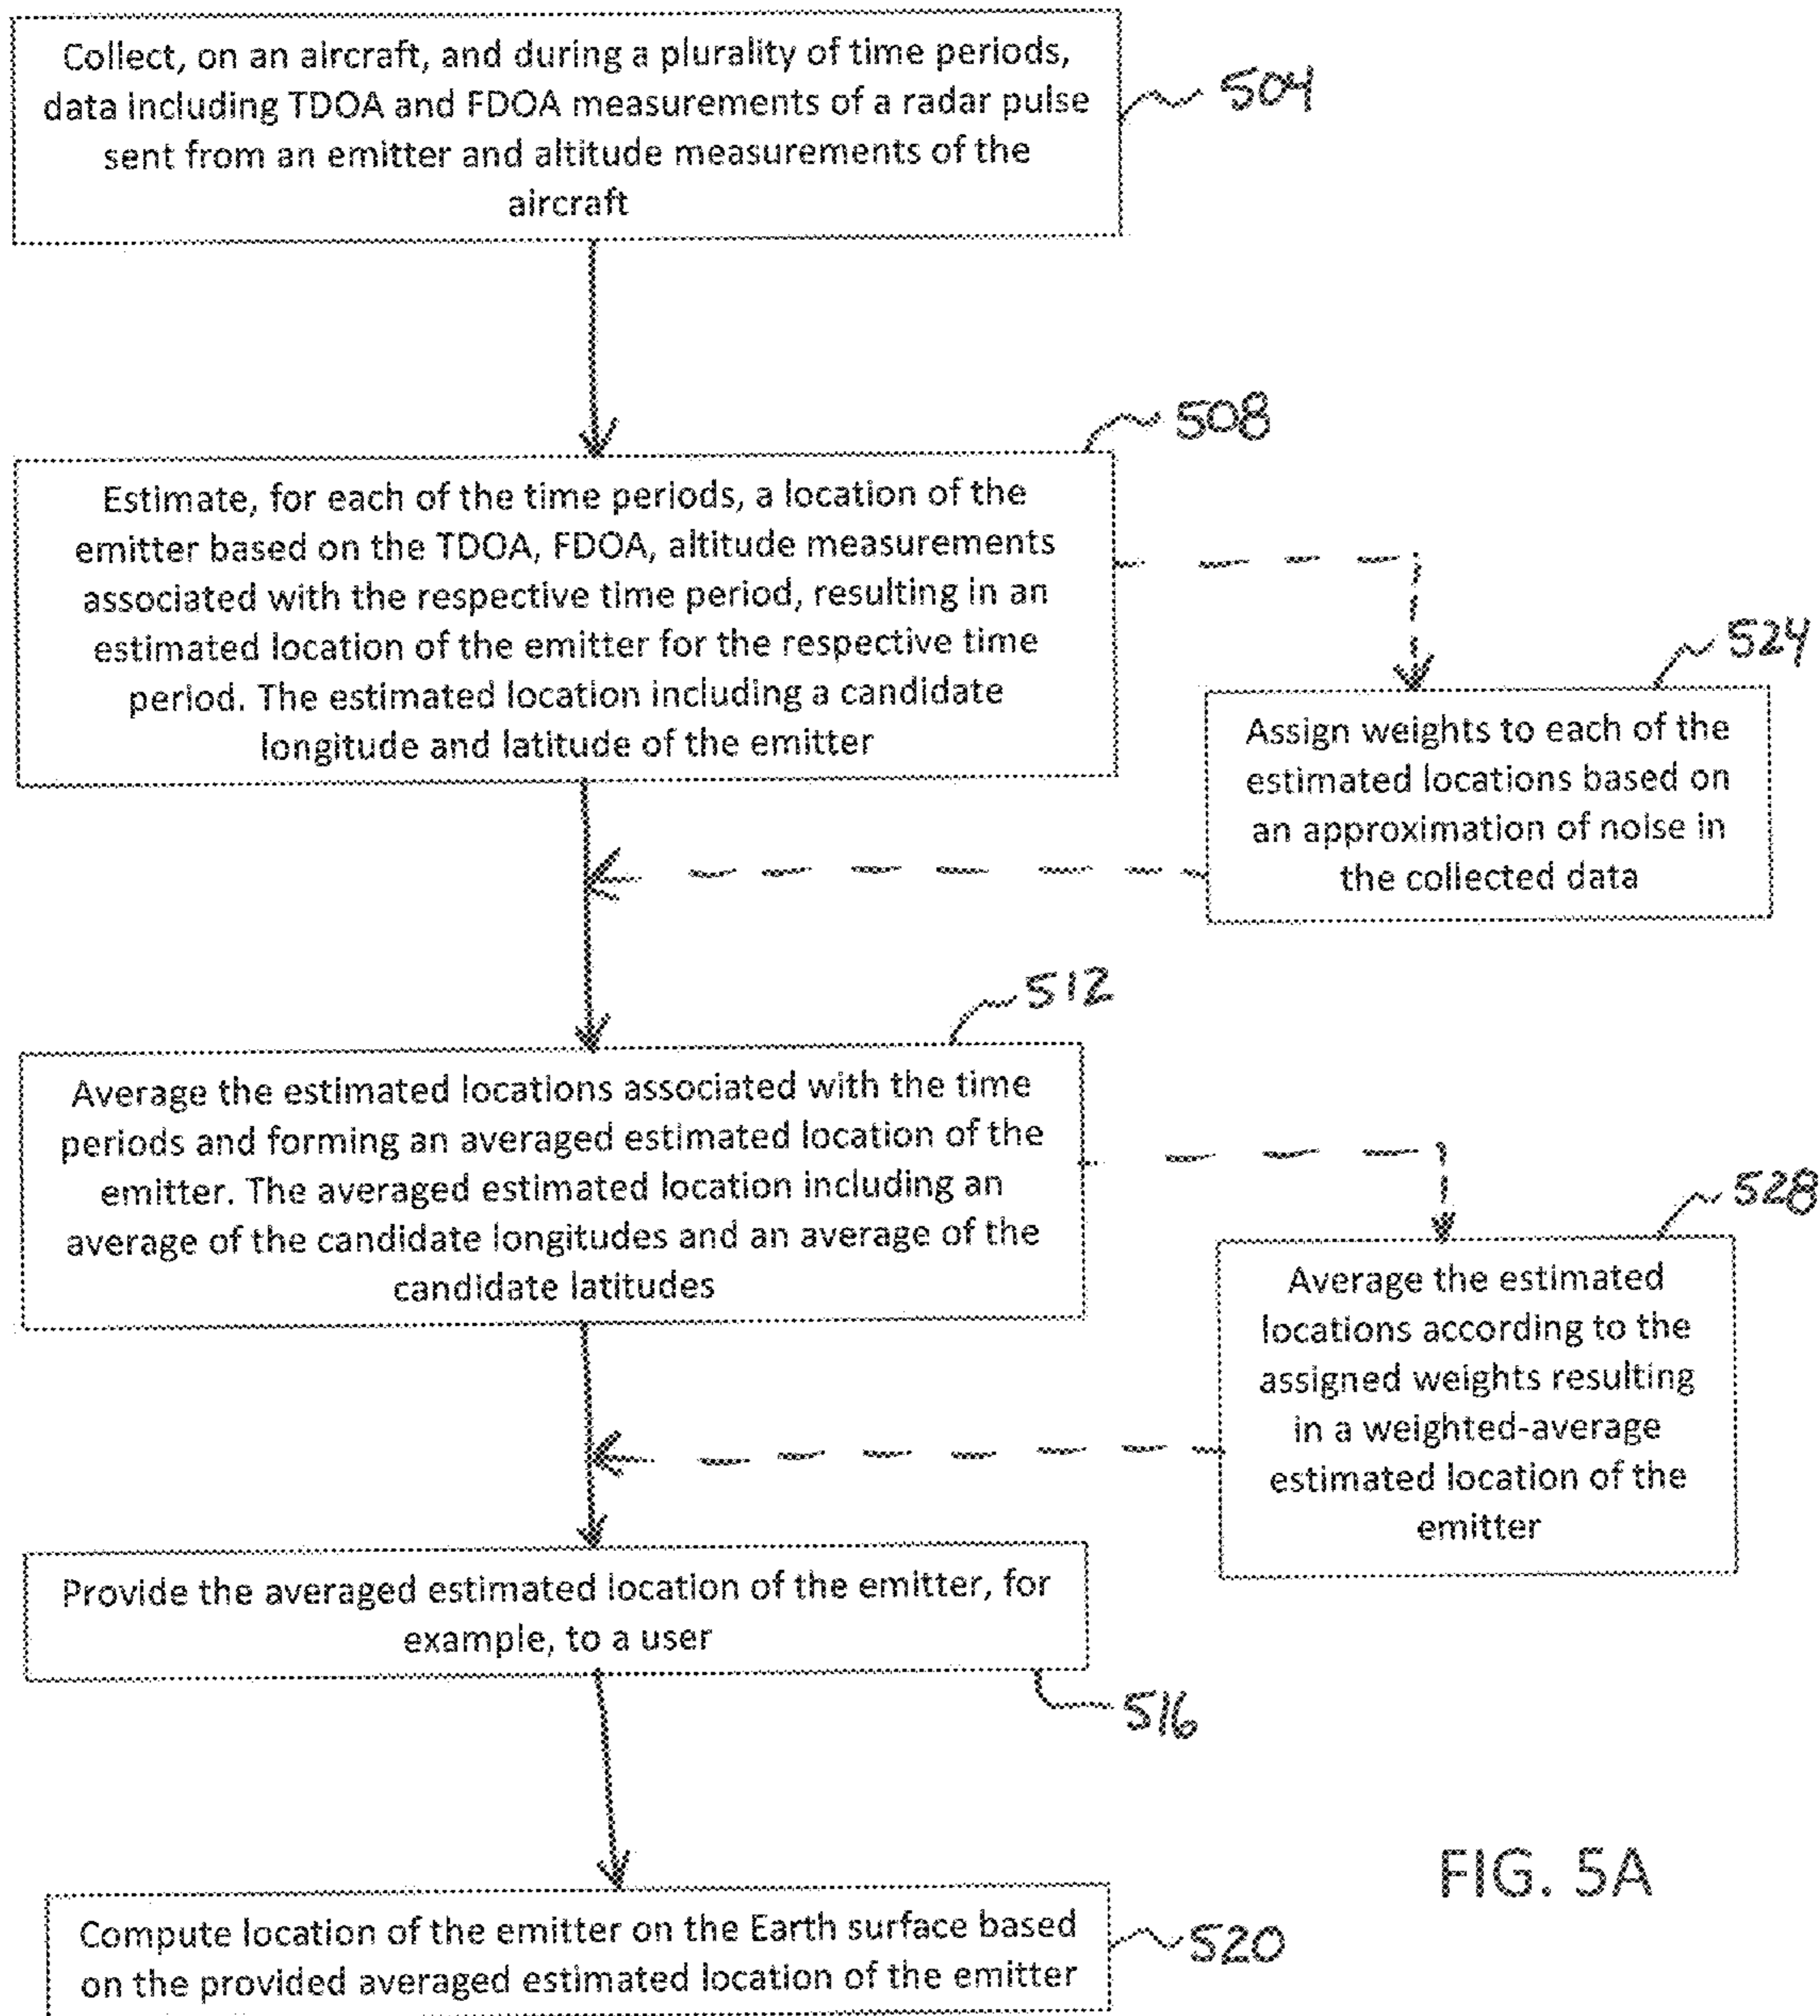 Collect, on an aircraft, and during a plurality of time periods,
data including TDOA and FDOA measurements of a radar pulse
sent from an emitter and altitude measurements of the
aircraft
504
508
Estimate, for each of the time periods, a location of the
emitter based on the TDOA, FDOA, altitude measurements
associated with the respective time period, resulting in an
estimated location of the emitter for the respective time
period. The estimated location including a candidate
longitude and latitude of the emitter
524
Assign weights to each of the
estimated locations based on
an approximation of noise in
the collected data
512
Average the estimated locations associated with the time
periods and forming an averaged estimated location of the
emitter. The averaged estimated location including an
average of the candidate longitudes and an average of the
candidate latitudes
528
Average the estimated
locations according to the
assigned weights resulting
in a weighted-average
estimated location of the
emitter
Provide the averaged estimated location of the emitter, for
example, to a user
516
Compute location of the emitter on the Earth surface based
on the provided averaged estimated location of the emitter
520
FIG. 5A